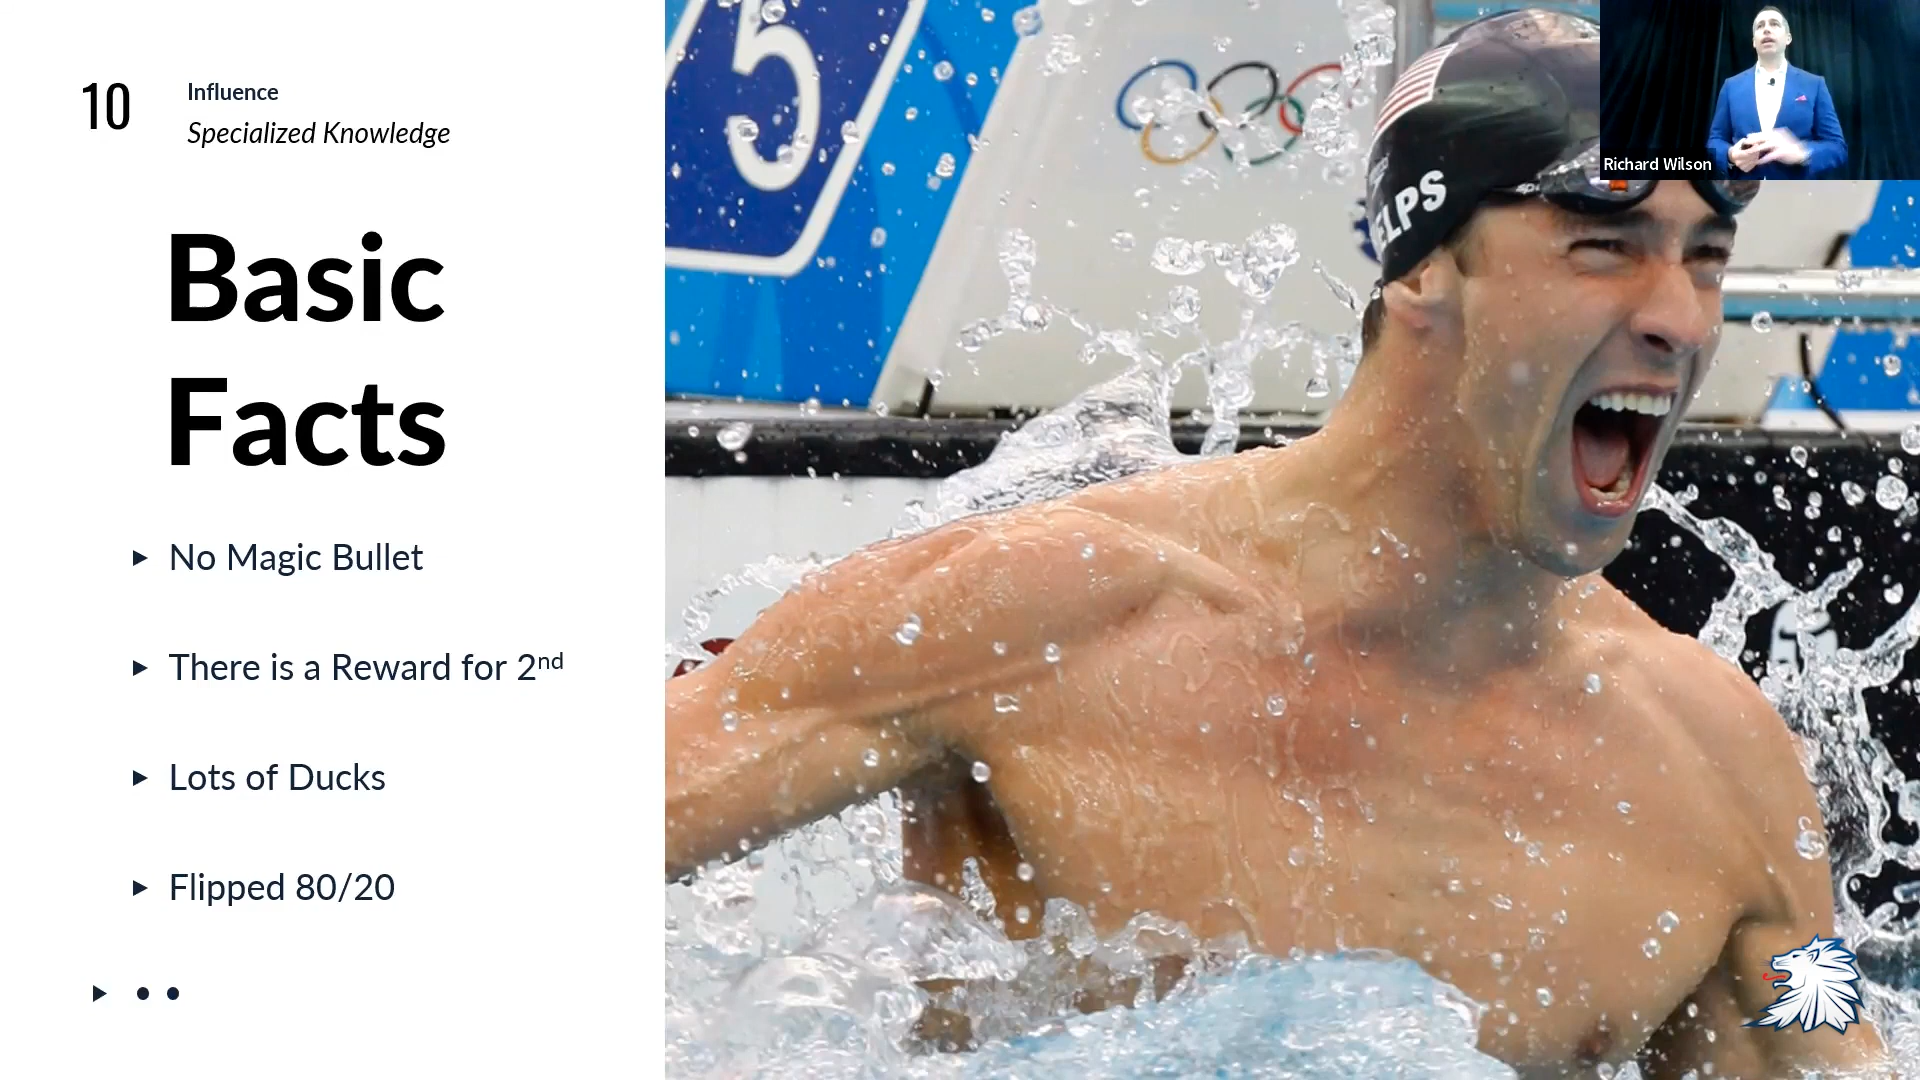 10
Influence
Specialized Knowledge
Basic
Facts
No Magic Bullet
There is a Reward for 2nd
Lots of Ducks
Flipped 80/20
5
ELPS
Richard Wilson